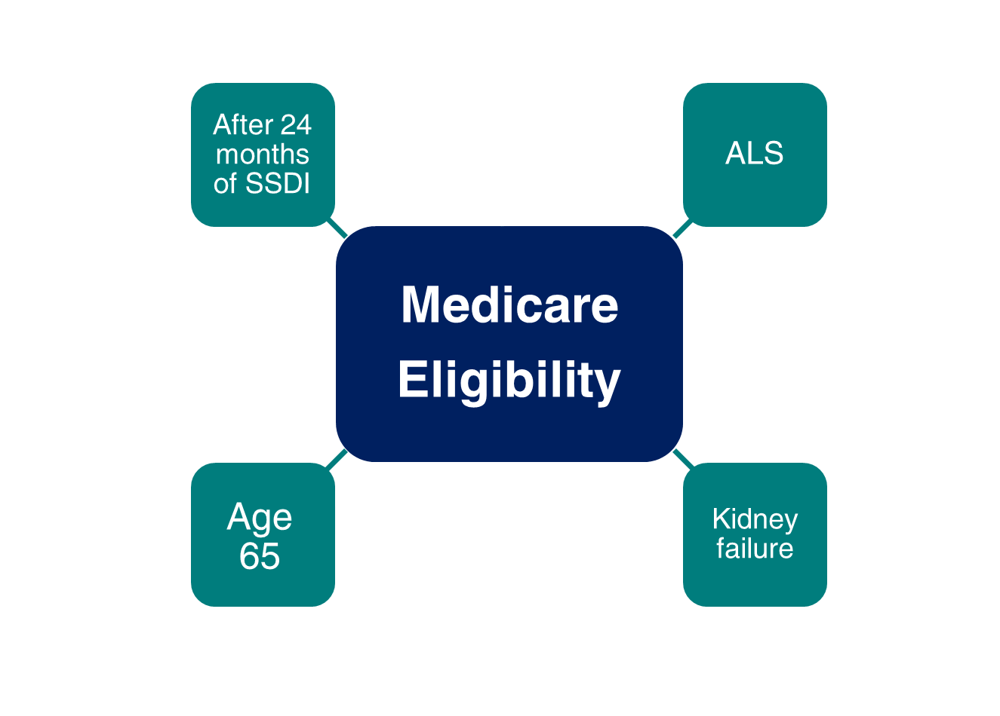 After 24
months
of SSDI
ALS
Medicare
Eligibility
Age
65
Kidney
failure